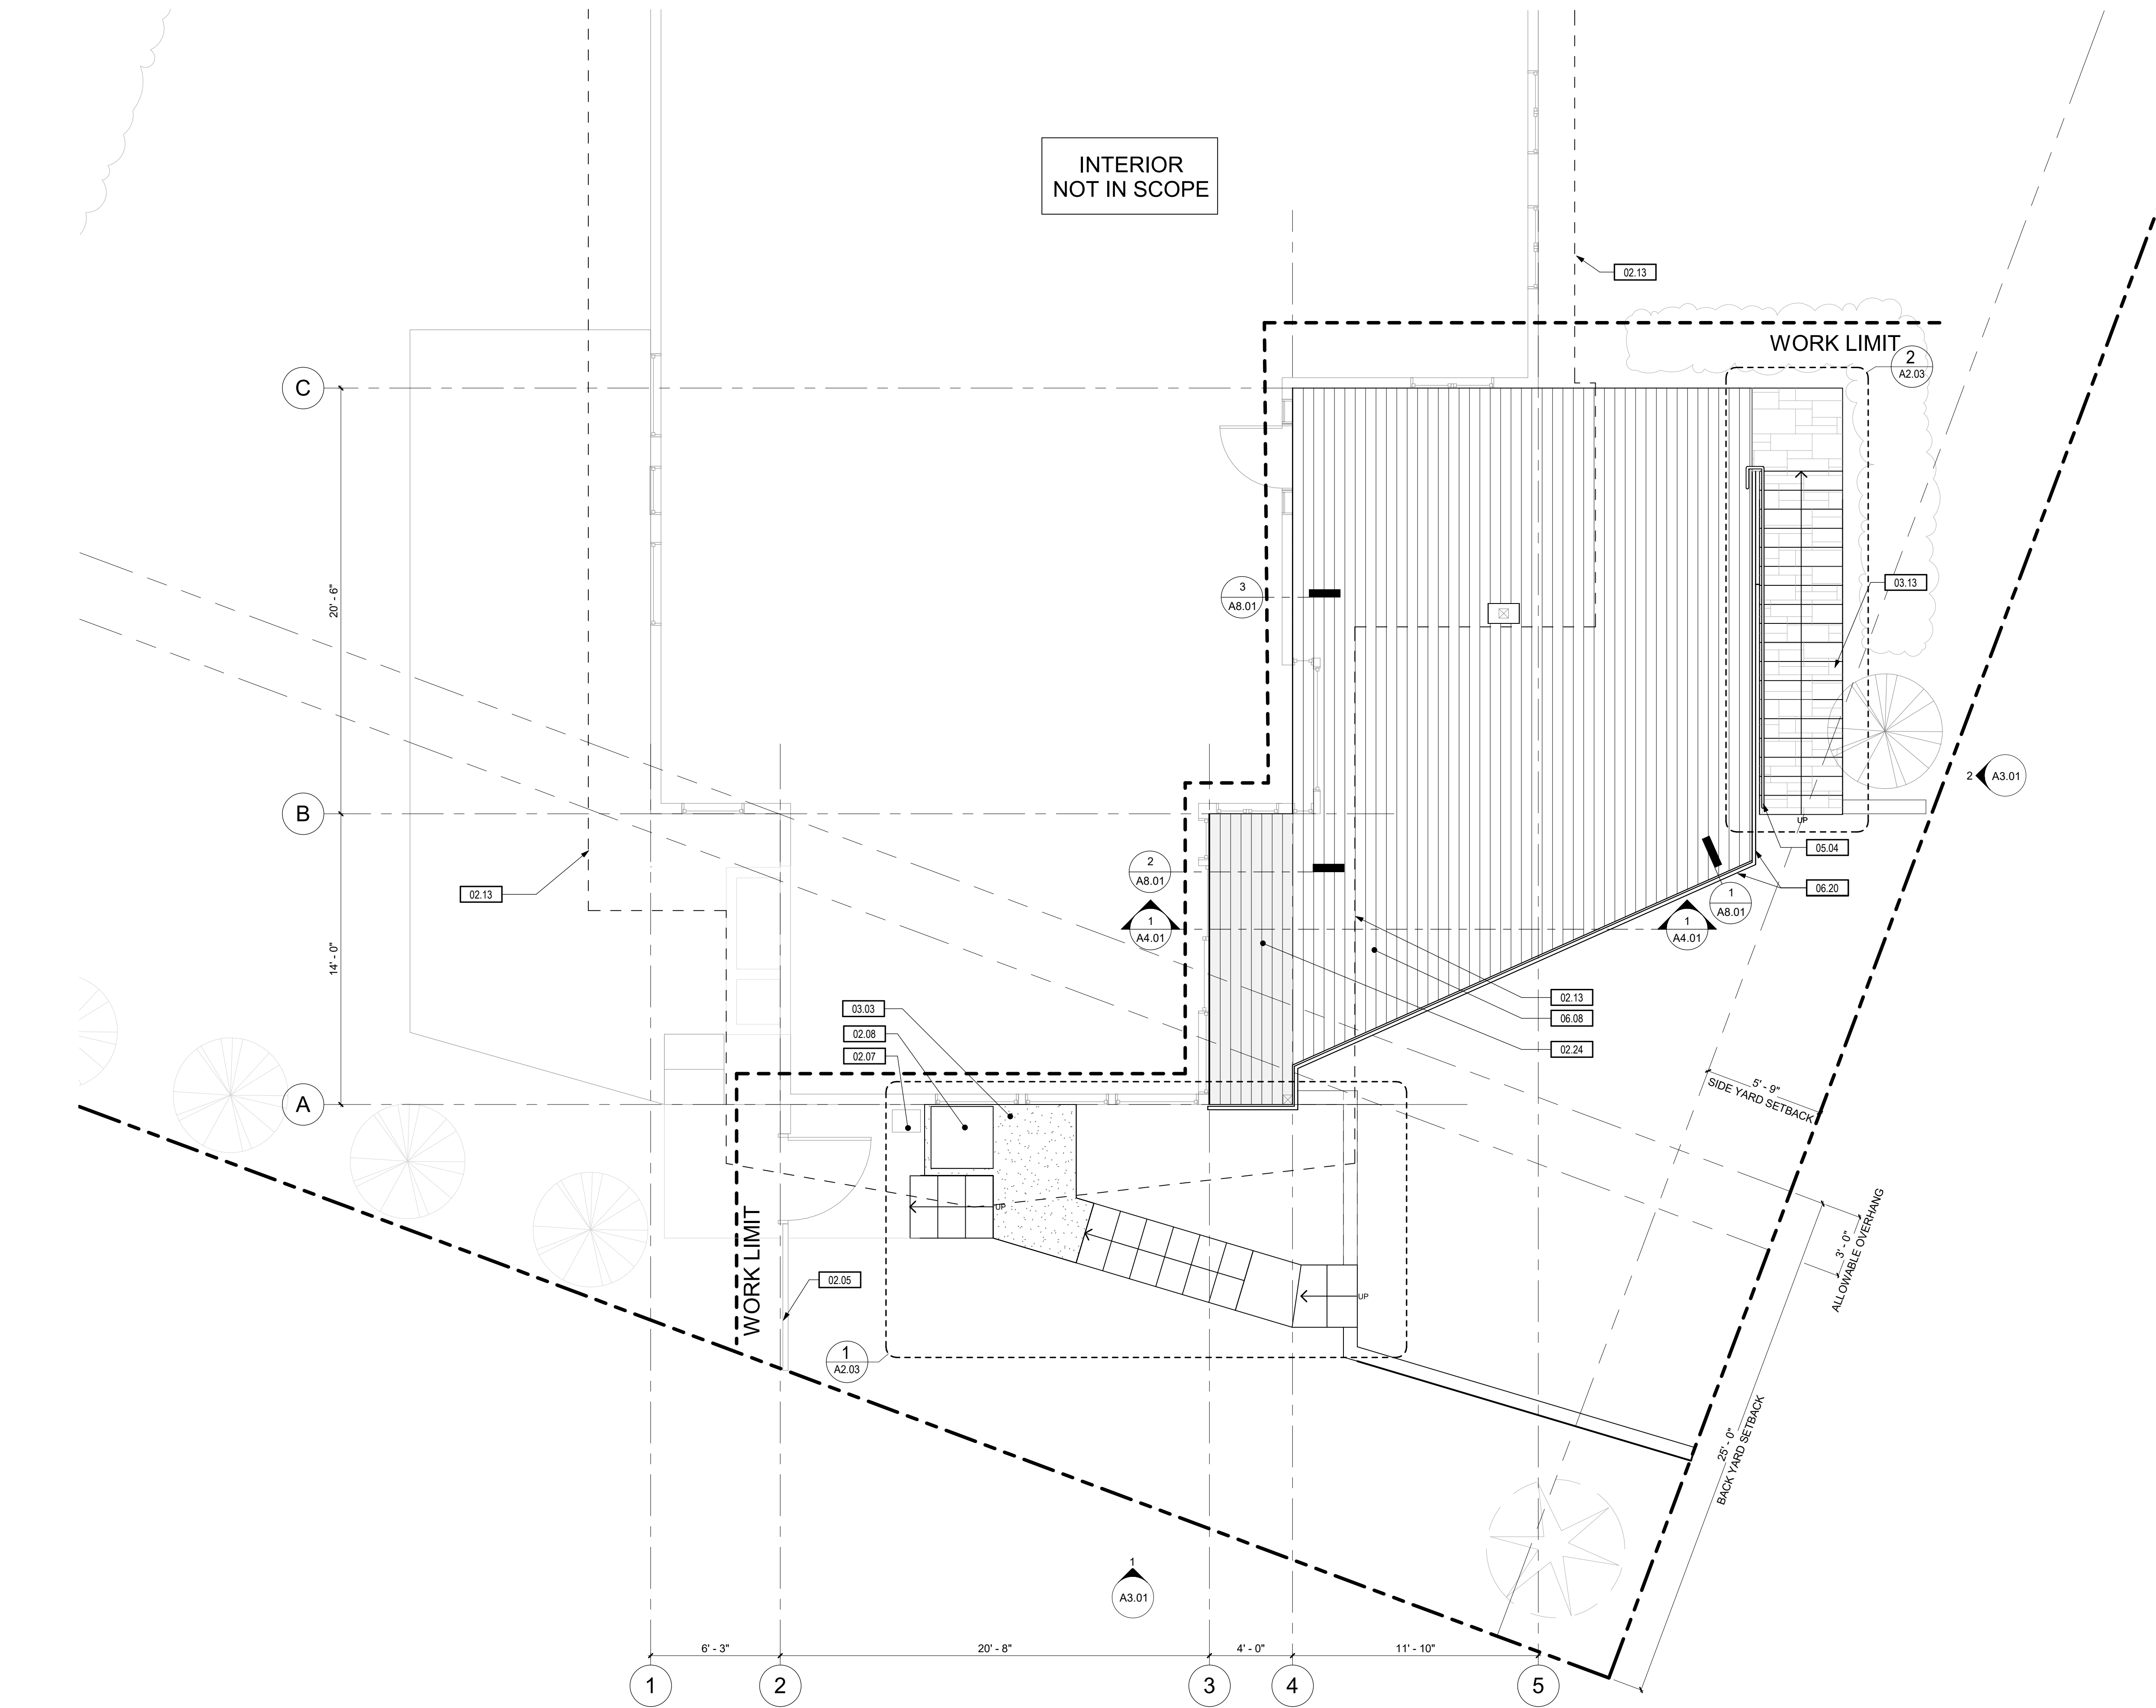 INTERIOR
NOT IN SCOPE
02.13
WORK LIMIT
2
A2.03
C
20' - 6"
3
A8.01
03.13
2
A3.01
B
UP
05.04
2
A8.01
02.13
06.20
1
A8.01
1
A4.01
1
A4.01
14' - 0"
03.03
02.08
02.07
02.13
06.08
02.24
A
5' - 9"
SIDE YARD SETBACK
UP
WORK LIMIT
02.05
UP
3' - 0"
ALLOWABLE OVERHANG
1
A2.03
25' - 0"
BACK YARD SETBACK
1
A3.01
6' - 3"
20' - 8"
4' - 0"
11' - 10"
1
2
3
4
5